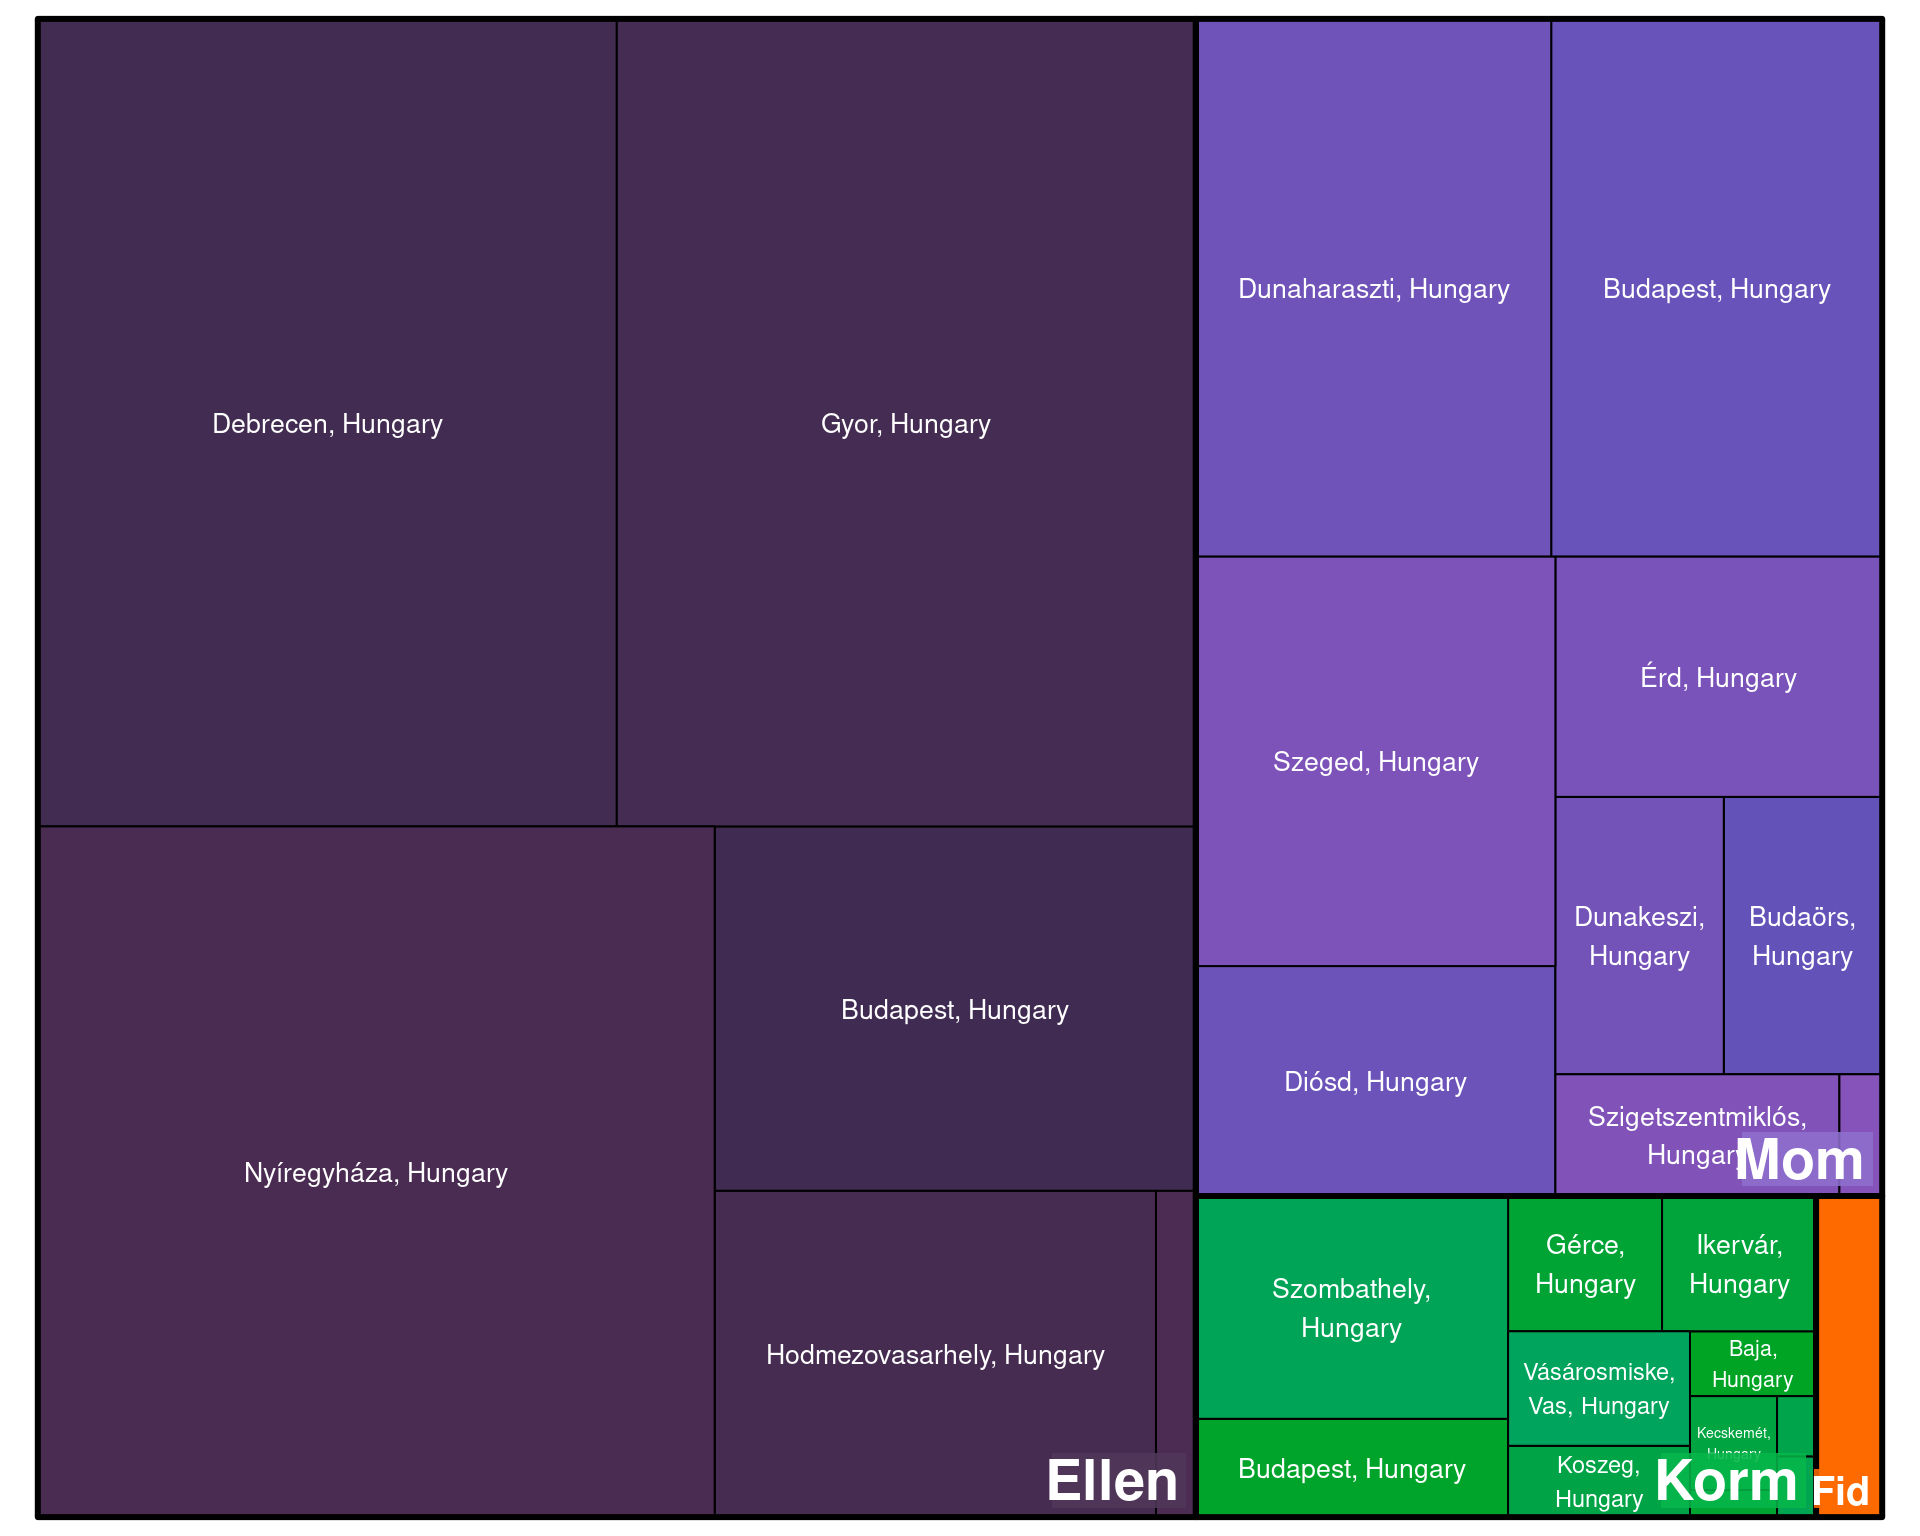 Debrecen, Hungary
Gyor, Hungary
Nyíregyháza, Hungary
Budapest, Hungary
Hodmezovasarhely, Hungary
Ellen
Dunaharaszti, Hungary
Budapest, Hungary
Szeged, Hungary
Érd, Hungary
Dunakeszi,
Hungary
Budaörs,
Hungary
Diósd, Hungary
Szigetszentmiklós,
Hungary
Mom
Szombathely,
Hungary
Gérce,
Hungary
Ikervár,
Hungary
Vásárosmiske,
Vas, Hungary
Baja,
Hungary
Kecskemét,
Hungary
Budapest, Hungary
Koszeg,
Hungary
Korm
Fid